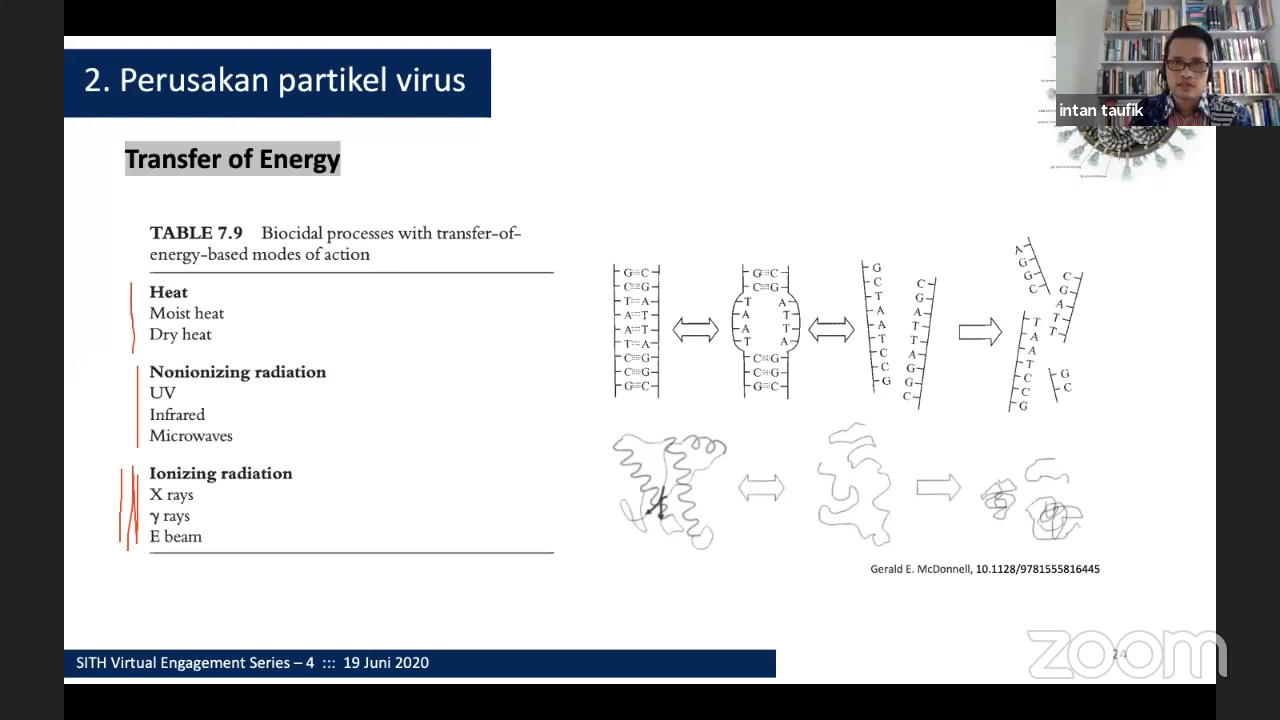 2. Perusakan partikel virus
intan taufik
Transfer of Energy
TABLE 7.9 Biocidal processes with transfer-of-
energy-based modes of action
Heat
Moist heat
Dry heat
Nonionizing radiation
UV
Infrared
Microwaves
Ionizing radiation
X rays
γ rays
E beam
G C
C G
T A
A T
A T
T A
C G
C G
G C
G C
C G
T A
A T
A T
T A
C G
C G
G C
G
C
T
A
A
T
C
C
G
C
G
A
T
T
A
G
G
C
A
G
G
C
C
G
A
T
T
T
A
A
T
C
C
G
G
C
Gerald E. McDonnell, 10.1128/9781555816445
SITH Virtual Engagement Series – 4 ::: 19 Juni 2020
24
zoom